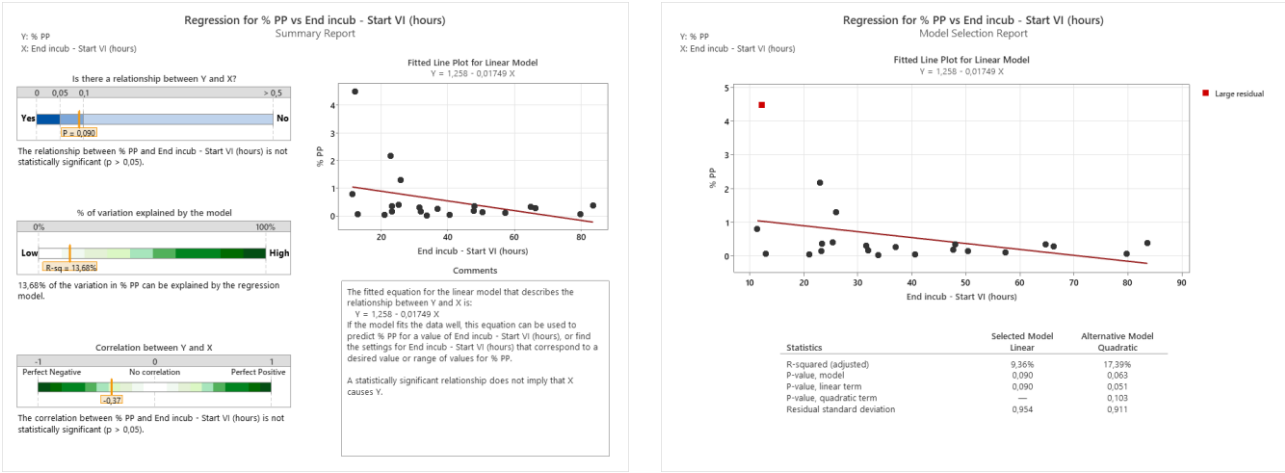 Regression for % PP vs End incub - Start VI (hours)
Summary Report
Y: % PP
X: End incub - Start VI (hours)
Is there a relationship between Y and X?
0 0,05 0,1 > 0,5
Yes No
P = 0,090
The relationship between % PP and End incub - Start VI (hours) is not
statistically significant (p > 0,05).
% of variation explained by the model
0% 100%
Low High
R-sq = 13,68%
13,68% of the variation in % PP can be explained by the regression
model.
Correlation between Y and X
-1 0 1
Perfect Negative No correlation Perfect Positive
-0,37
The correlation between % PP and End incub - Start VI (hours) is not
statistically significant (p > 0,05).
Fitted Line Plot for Linear Model
Y = 1,258 - 0,01749 X
% PP
4
3
2
1
0
20 40 60 80
End incub - Start VI (hours)
Comments
The fitted equation for the linear model that describes the
relationship between Y and X is:
Y = 1,258 - 0,01749 X
If the model fits the data well, this equation can be used to
predict % PP for a value of End incub - Start VI (hours), or find
the settings for End incub - Start VI (hours) that correspond to a
desired value or range of values for % PP.
A statistically significant relationship does not imply that X
causes Y.
Regression for % PP vs End incub - Start VI (hours)
Model Selection Report
Y: % PP
X: End incub - Start VI (hours)
Fitted Line Plot for Linear Model
Y = 1,258 - 0,01749 X
Large residual
% PP
5
4
3
2
1
0
10 20 30 40 50 60 70 80 90
End incub - Start VI (hours)
Selected Model Alternative Model
Statistics Linear Quadratic
R-squared (adjusted) 9,36% 17,39%
P-value, model 0,090 0,063
P-value, linear term 0,090 0,051
P-value, quadratic term — 0,103
Residual standard deviation 0,954 0,911